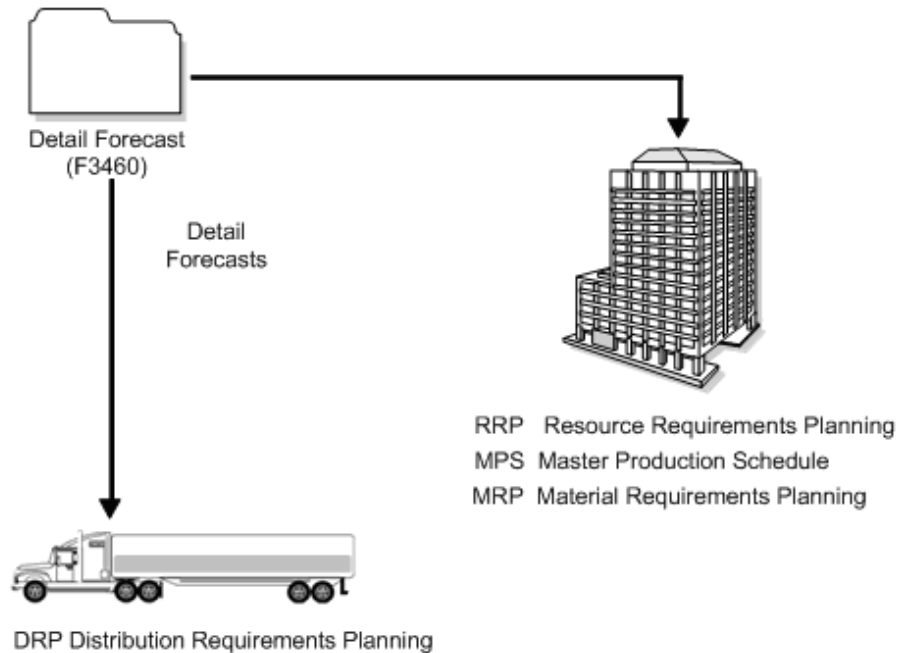 Detail Forecast
(F3460)
Detail
Forecasts
RRP Resource Requirements Planning
MPS Master Production Schedule
MRP Material Requirements Planning
DRP Distribution Requirements Planning